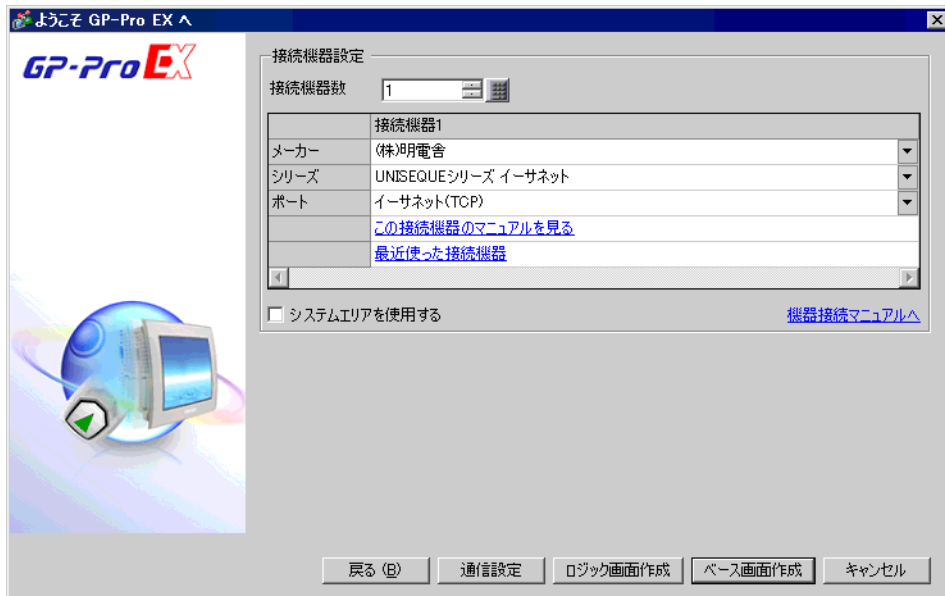 ようこそ GP-Pro EX へ
GP-Pro EX
接続機器設定
接続機器数 1
接続機器1
メーカー (株)明電舎
シリーズ UNISEQUEシリーズ イーサネット
ポート イーサネット(TCP)
この接続機器のマニュアルを見る
最近使った接続機器
システムエリアを使用する 機器接続マニュアルへ
戻る (B) 通信設定 ロジック画面作成 ベース画面作成 キャンセル